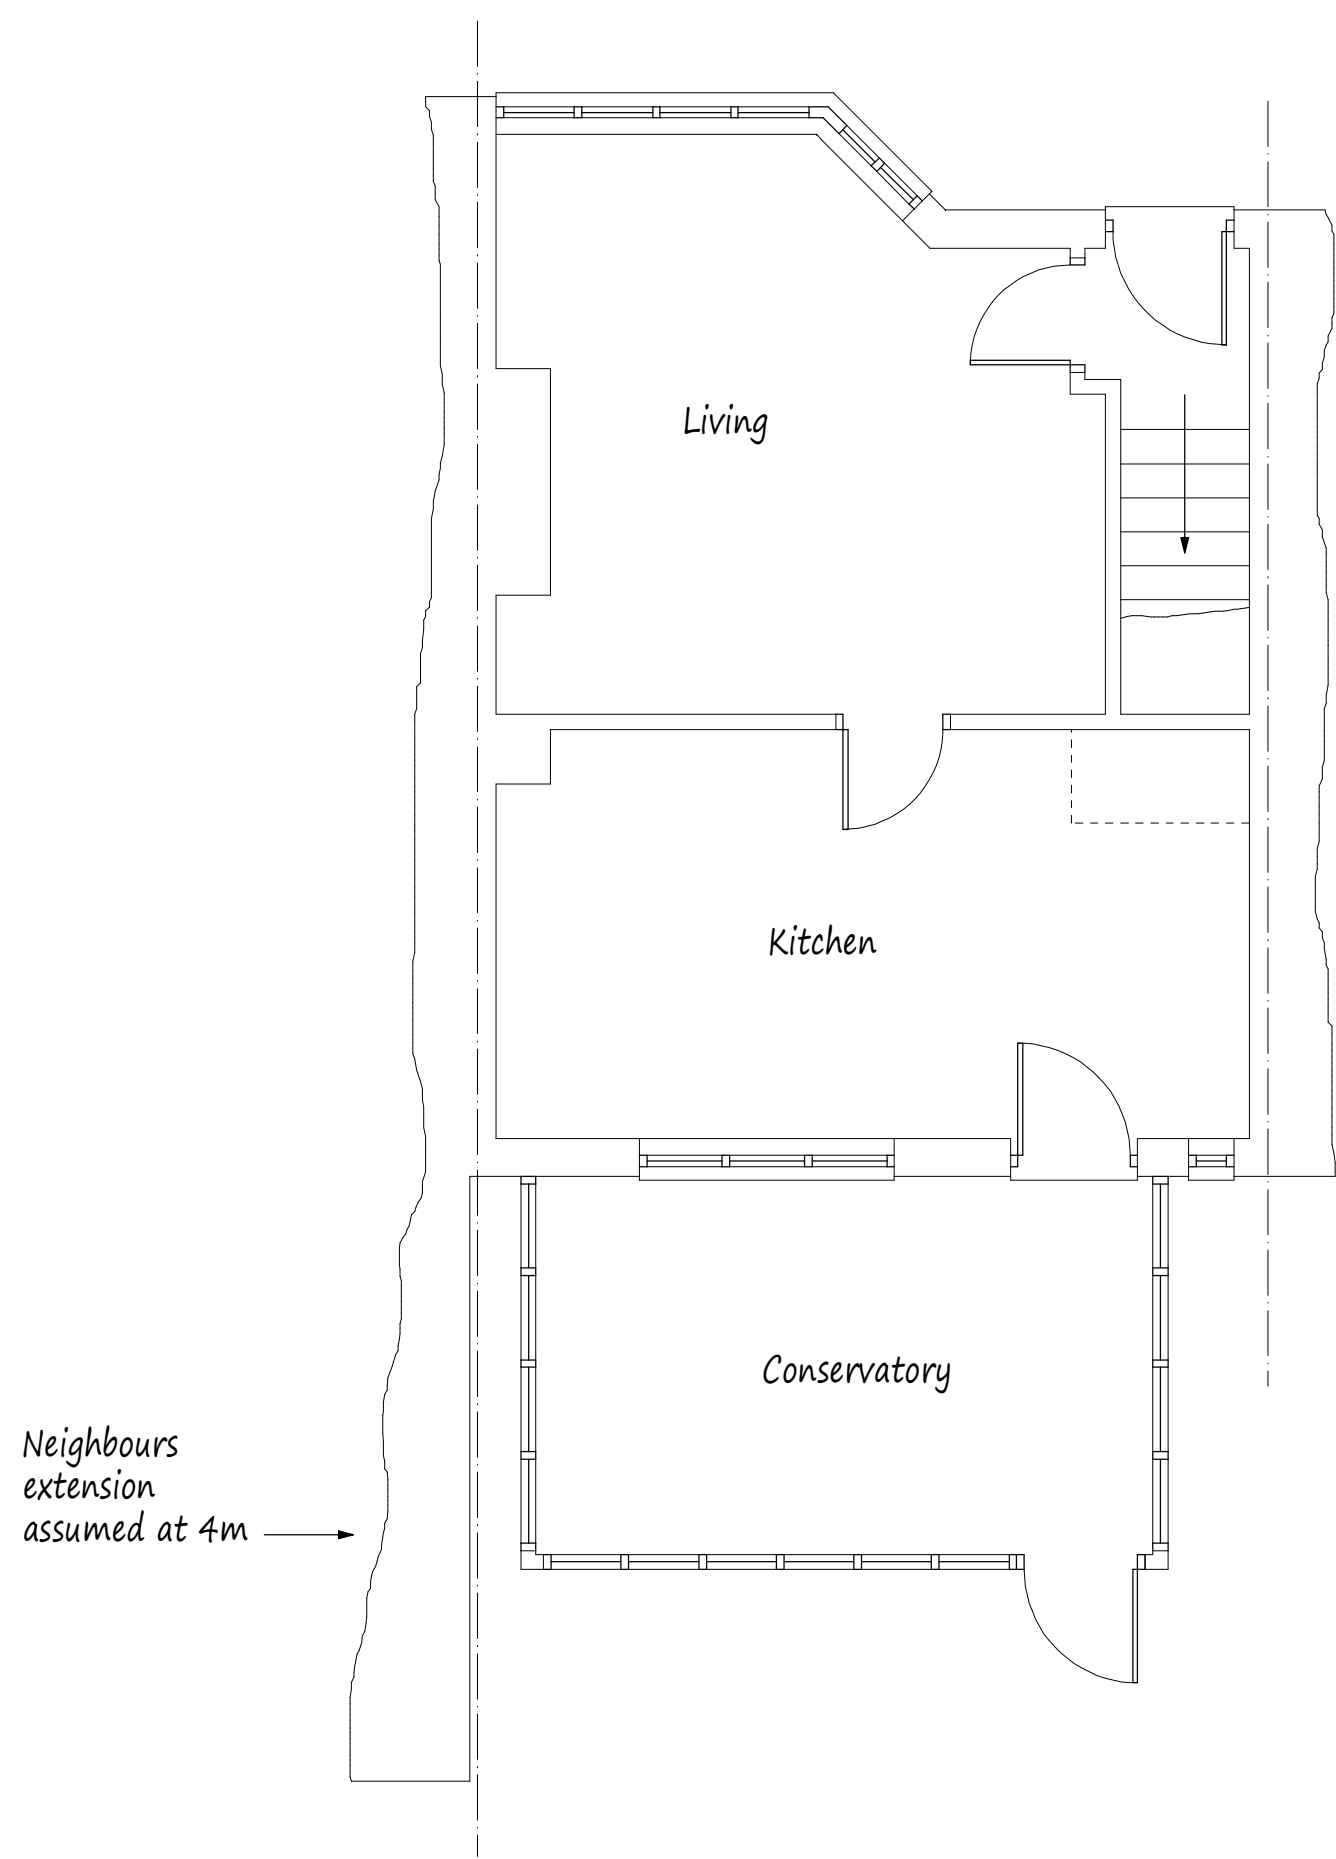 Living
Kitchen
Conservatory
Neighbours
extension
assumed at 4m